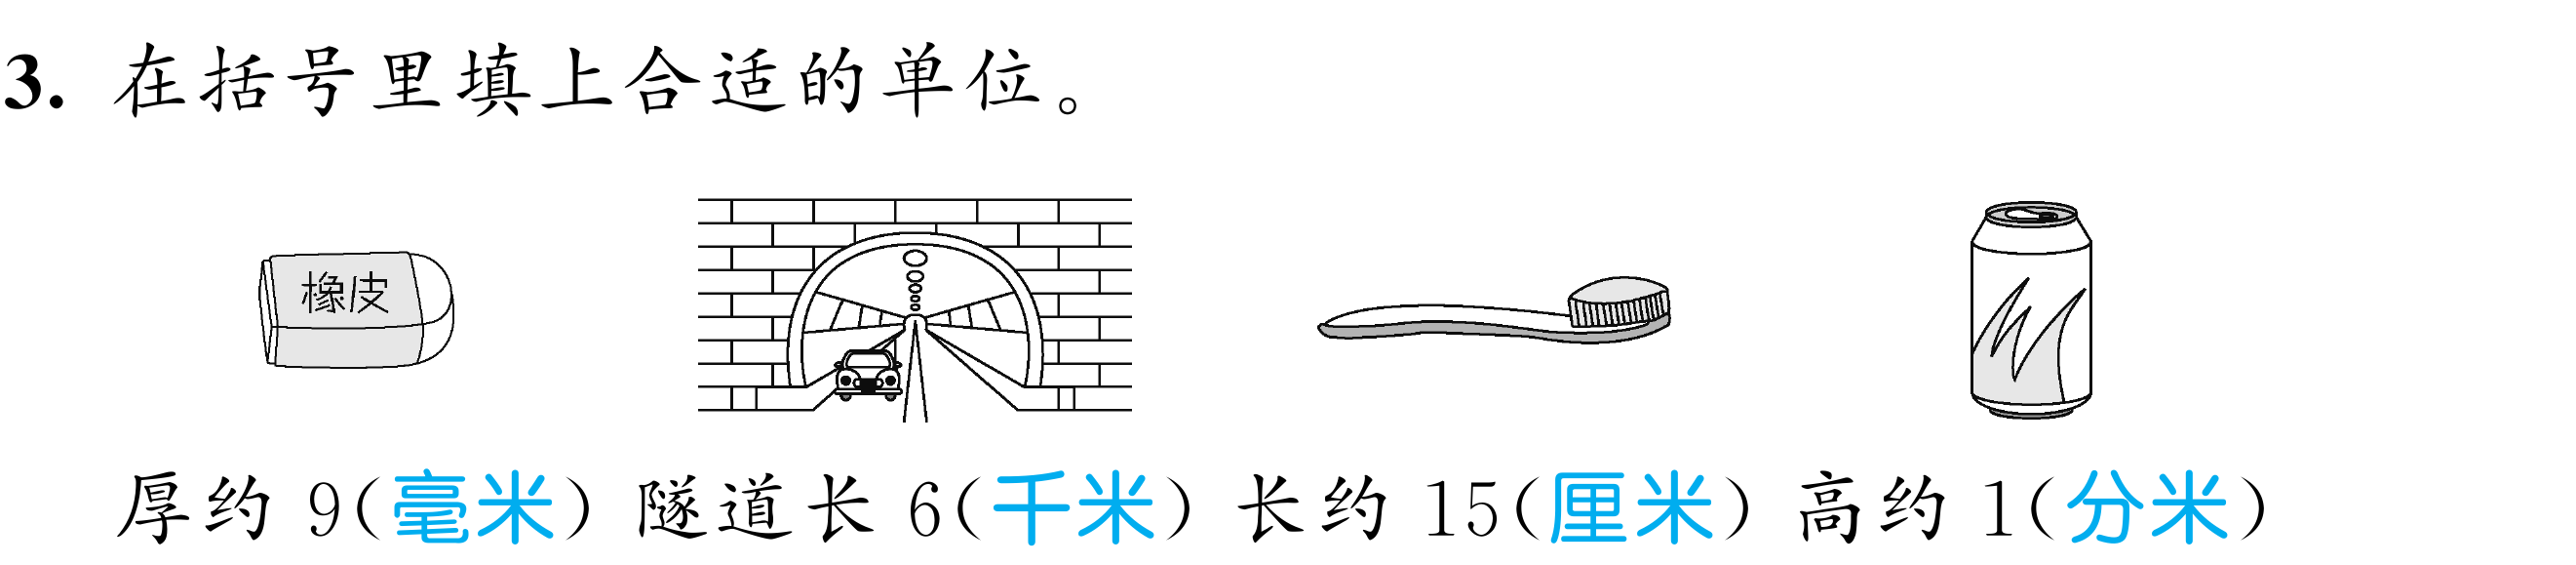 3. 在括号里填上合适的单位。
橡皮
厚约 9(毫米) 隧道长 6(千米) 长约 15(厘米) 高约 1(分米)